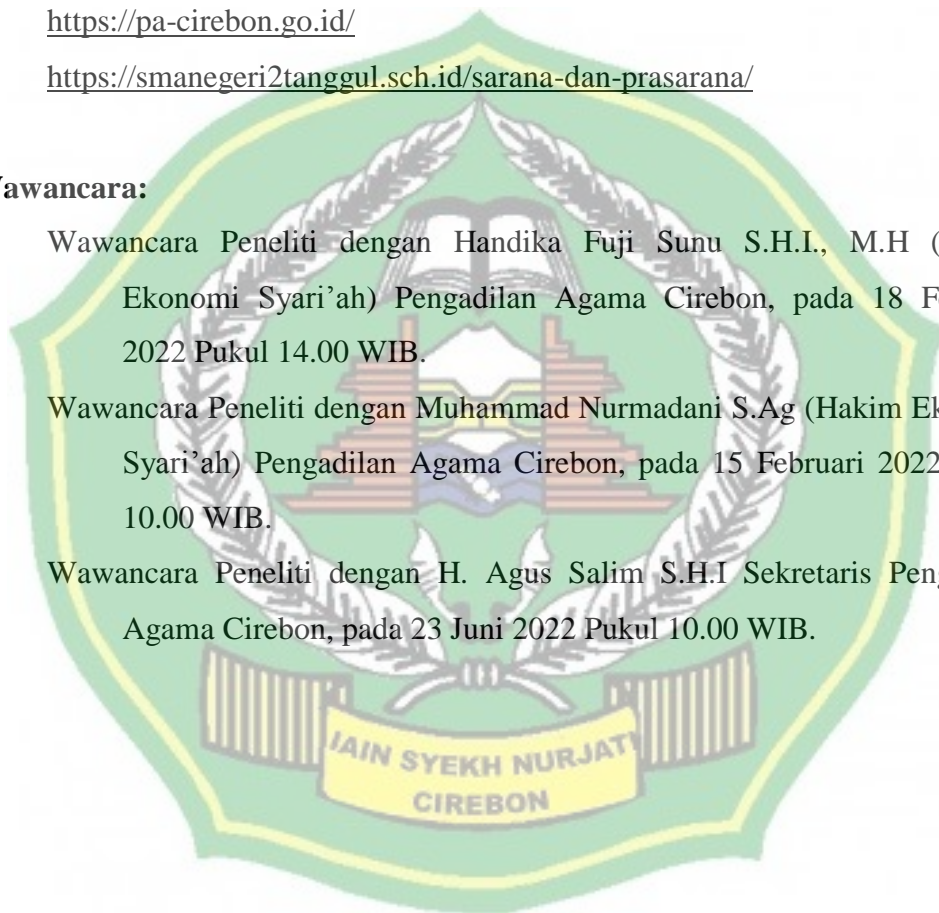 https://pa-cirebon.go.id/
https://smanegeri2tanggul.sch.id/sarana-dan-prasarana/
Wawancara:
Wawancara Peneliti dengan Handika Fuji Sunu S.H.I., M.H (
Ekonomi Syari’ah) Pengadilan Agama Cirebon, pada 18 F
2022 Pukul 14.00 WIB.
Wawancara Peneliti dengan Muhammad Nurmadani S.Ag (Hakim Ek
Syari’ah) Pengadilan Agama Cirebon, pada 15 Februari 2022
10.00 WIB.
Wawancara Peneliti dengan H. Agus Salim S.H.I Sekretaris Peng
Agama Cirebon, pada 23 Juni 2022 Pukul 10.00 WIB.
IAIN SYEKH NURJATI
CIREBON